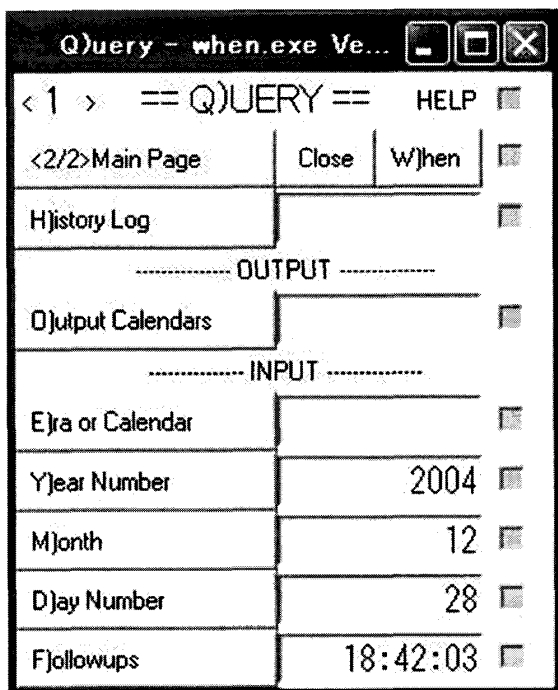 Q)uery - when.exe Ve...
< 1 > == Q)UERY == HELP
<2/2>Main Page Close W)hen
H)istory Log
-------------- OUTPUT --------------
O)utput Calendars
-------------- INPUT --------------
E)ra or Calendar
Y)ear Number 2004
M)onth 12
D)ay Number 28
F)ollowups 18:42:03